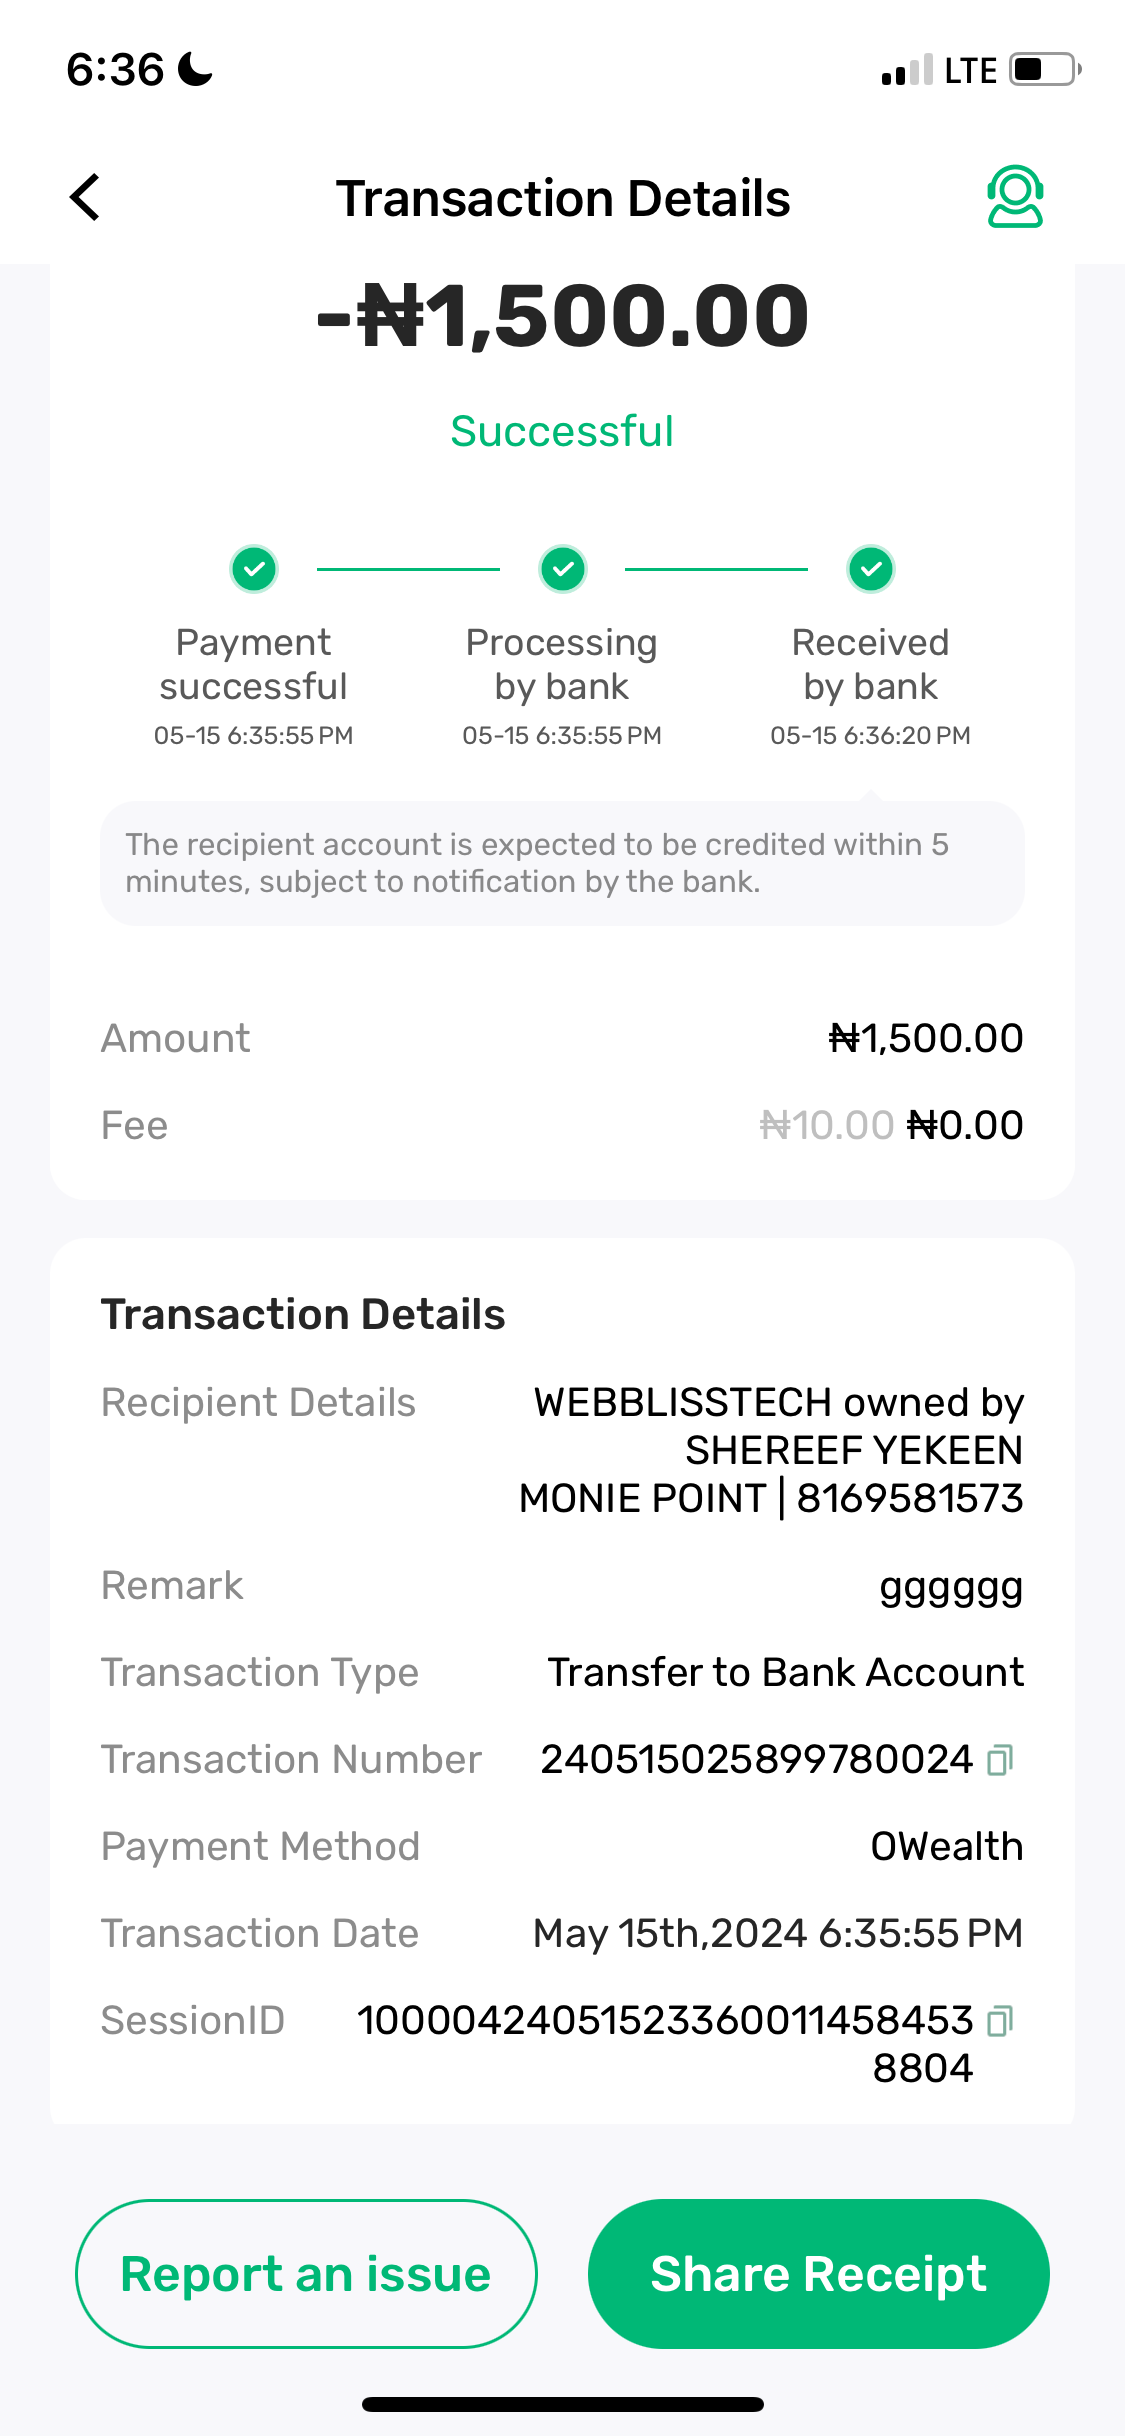 6:36 LTE
Transaction Details
-₦1,500.00
Successful
Payment successful
05-15 6:35:55 PM
Processing by bank
05-15 6:35:55 PM
Received by bank
05-15 6:36:20 PM
The recipient account is expected to be credited within 5
minutes, subject to notification by the bank.
Amount ₦1,500.00
Fee ₦10.00 ₦0.00
Transaction Details
Recipient Details WEBBLISSTECH owned by
SHEREEF YEKEEN
MONIE POINT | 8169581573
Remark gggggg
Transaction Type Transfer to Bank Account
Transaction Number 240515025899780024
Payment Method OWealth
Transaction Date May 15th,2024 6:35:55 PM
SessionID 10000424051523360011458453
8804
Report an issue Share Receipt